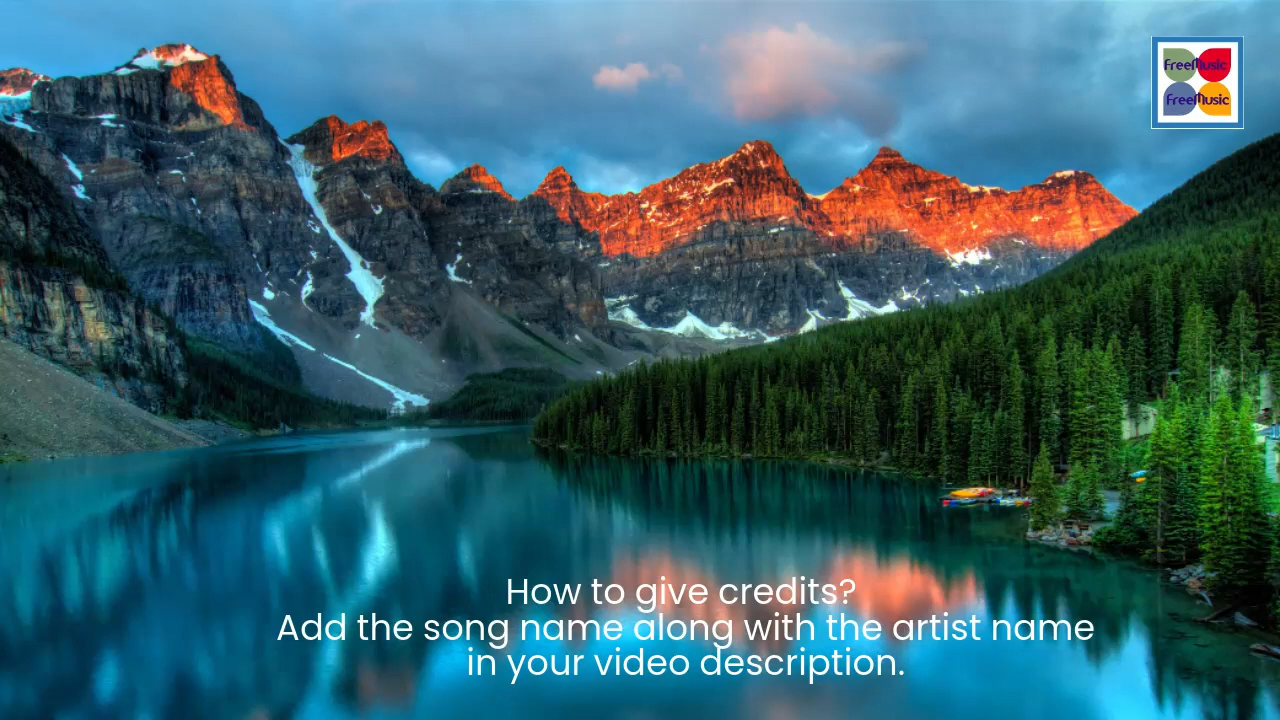 FreeMusic
FreeMusic
How to give credits?
Add the song name along with the artist name
in your video description.